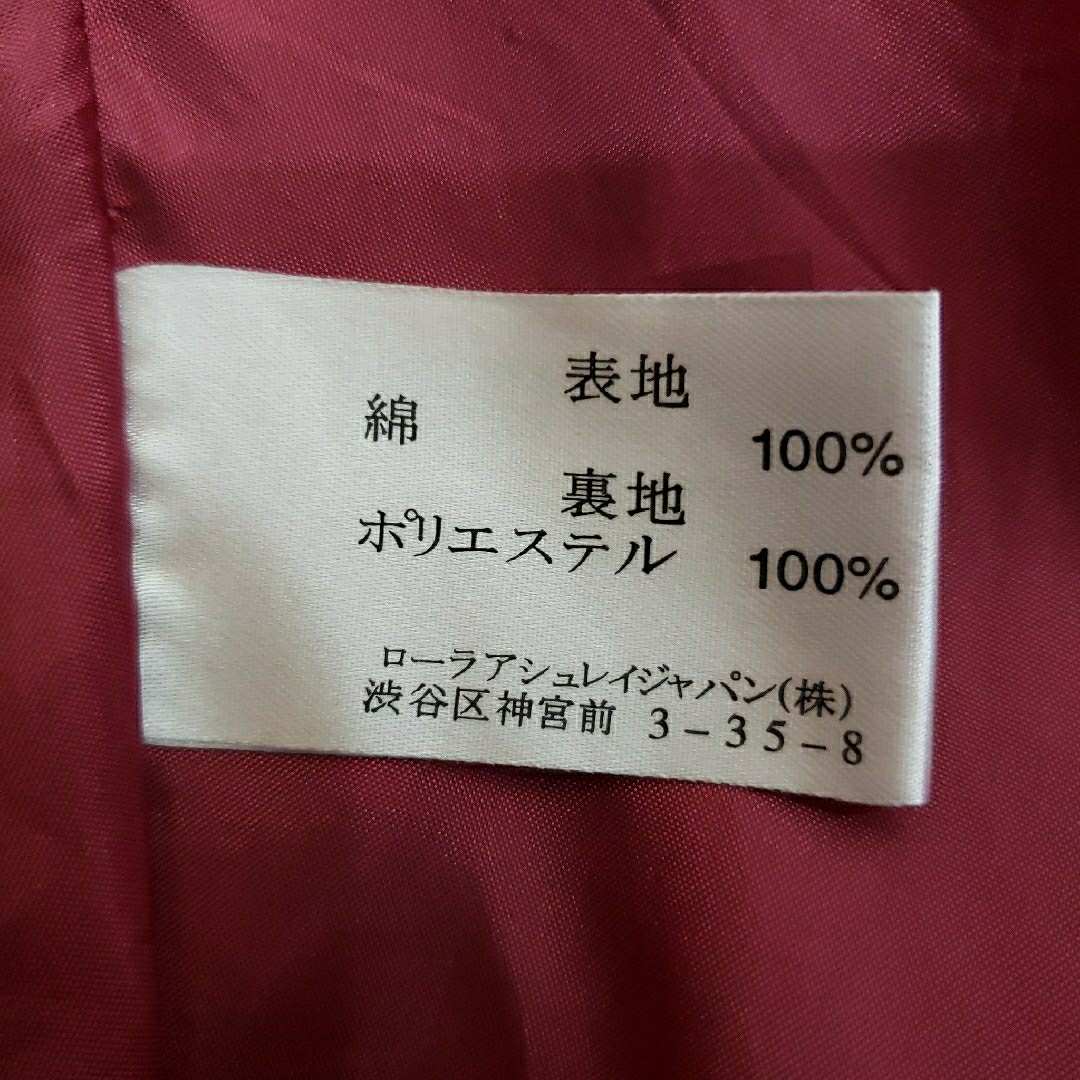 表地
綿 100%
裏地
ポリエステル 100%
ローラアシュレイジャパン(株)
渋谷区神宮前 3-35-8